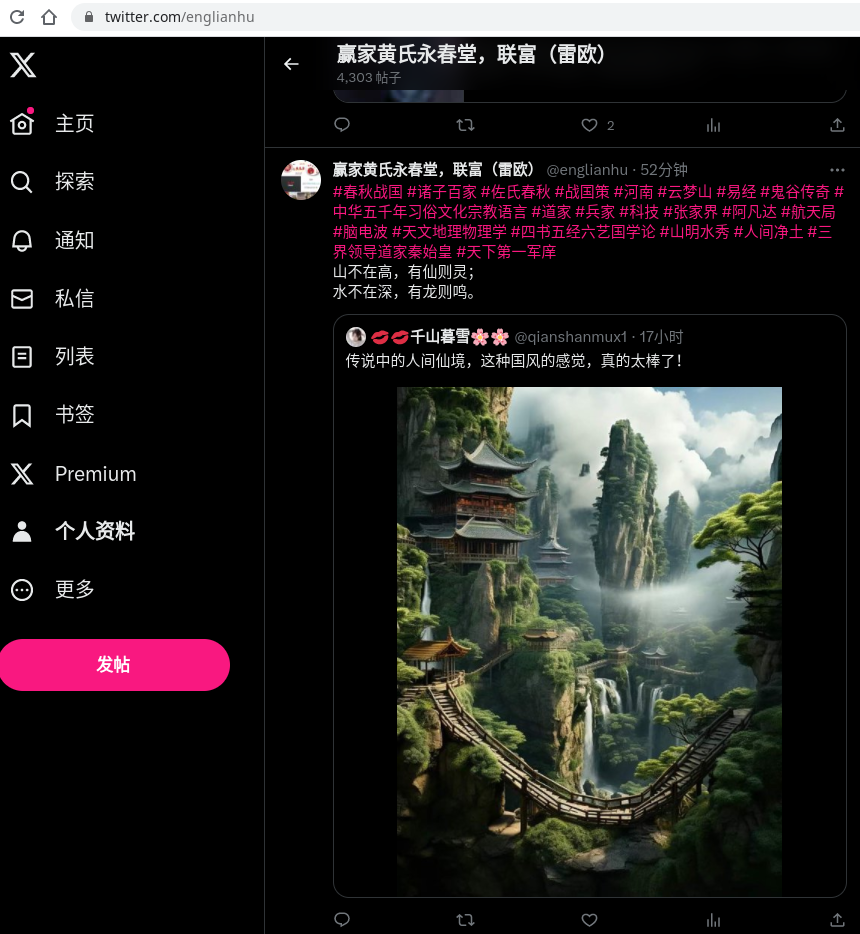 twitter.com/englianhu
赢家黄氏永春堂，联富（雷欧）
4,303 帖子
主页
探索
通知
私信
列表
书签
Premium
个人资料
更多
发帖
2
赢家黄氏永春堂，联富（雷欧） @englianhu · 52分钟
#春秋战国 #诸子百家 #佐氏春秋 #战国策 #河南 #云梦山 #易经 #鬼谷传奇 #
中华五千年习俗文化宗教语言 #道家 #兵家 #科技 #张家界 #阿凡达 #航天局
#脑电波 #天文地理物理学 #四书五经六艺国学论 #山明水秀 #人间净土 #三
界领导道家秦始皇 #天下第一军庠
山不在高，有仙则灵；
水不在深，有龙则鸣。
💋💋千山暮雪🌸🌸 @qianshanmux1 · 17小时
传说中的人间仙境，这种国风的感觉，真的太棒了！